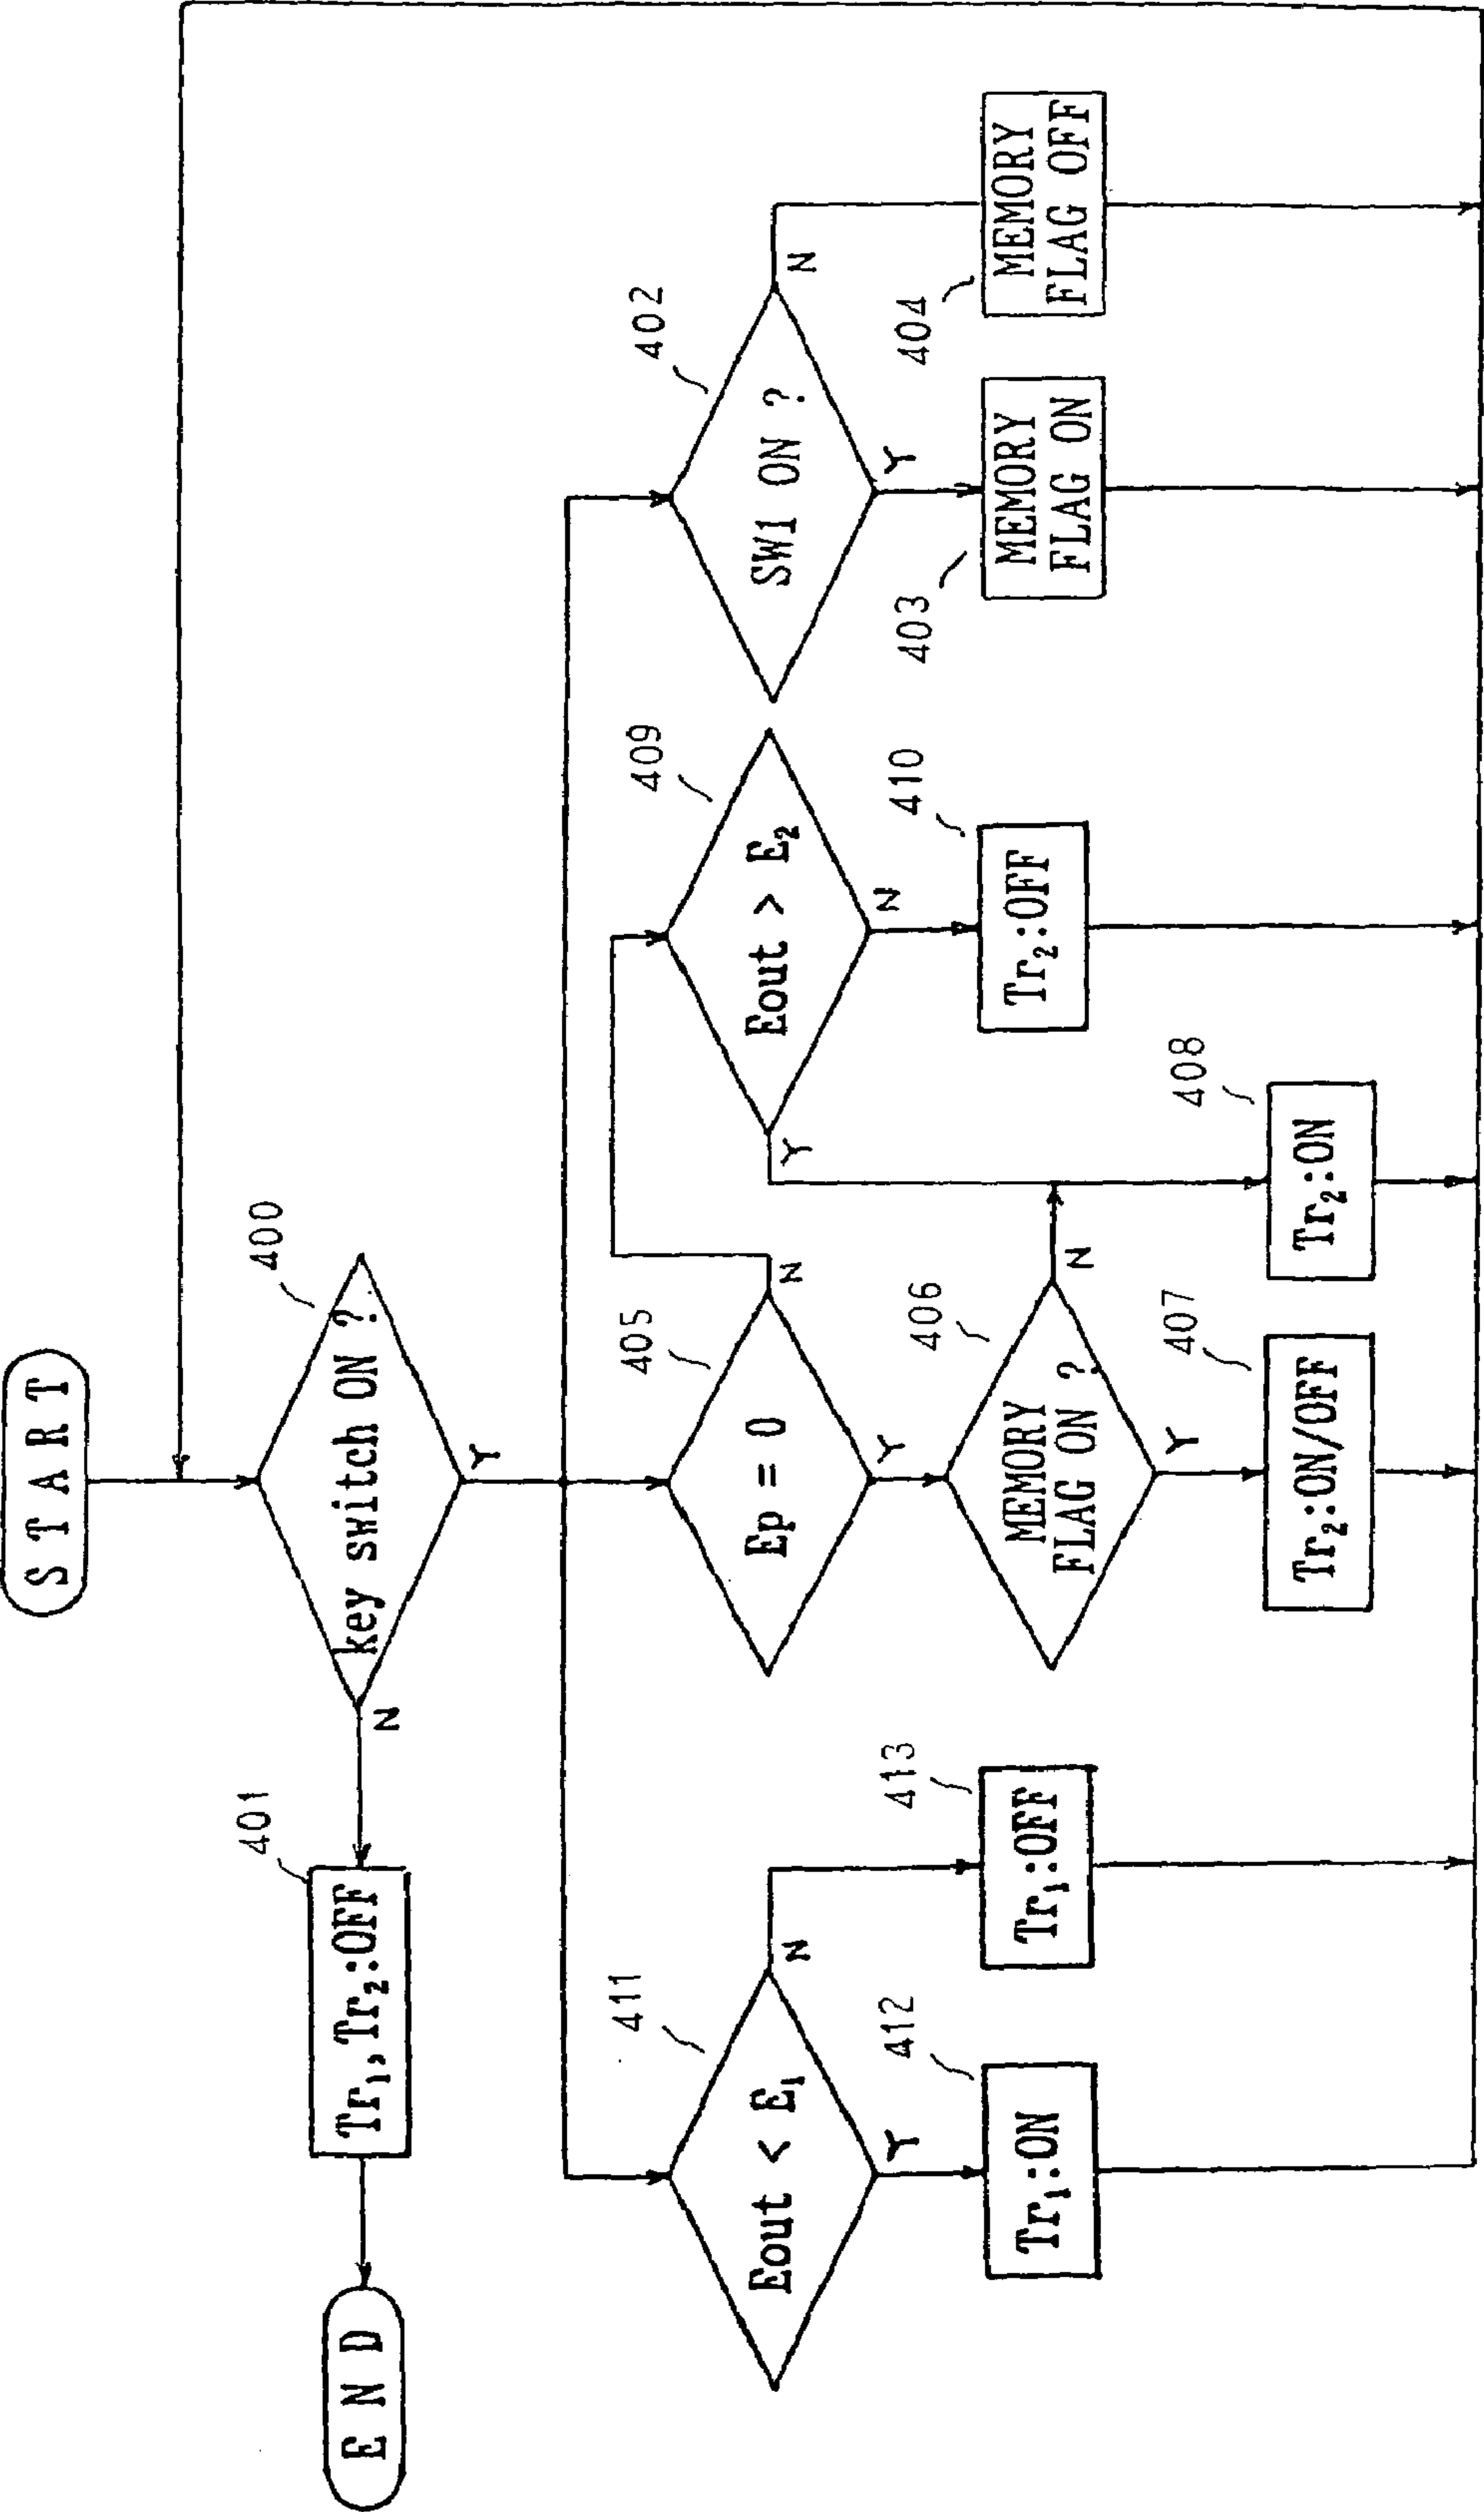 START
400
key switch ON ?
N
Y
401
Tr₁, Tr₂:OFF
END
411
Eout < E₁
N
Y
412
Tr₁:ON
413
Tr₁:OFF
405
Ep = 0
N
Y
406
MEMORY
FLAG ON ?
N
Y
407
Tr₂:ON/OFF
408
Tr₂:ON
409
Eout > E₂
Y
N
410
Tr₂:OFF
402
SW1 ON ?
N
Y
403
MEMORY
FLAG ON
404
MEMORY
FLAG OFF